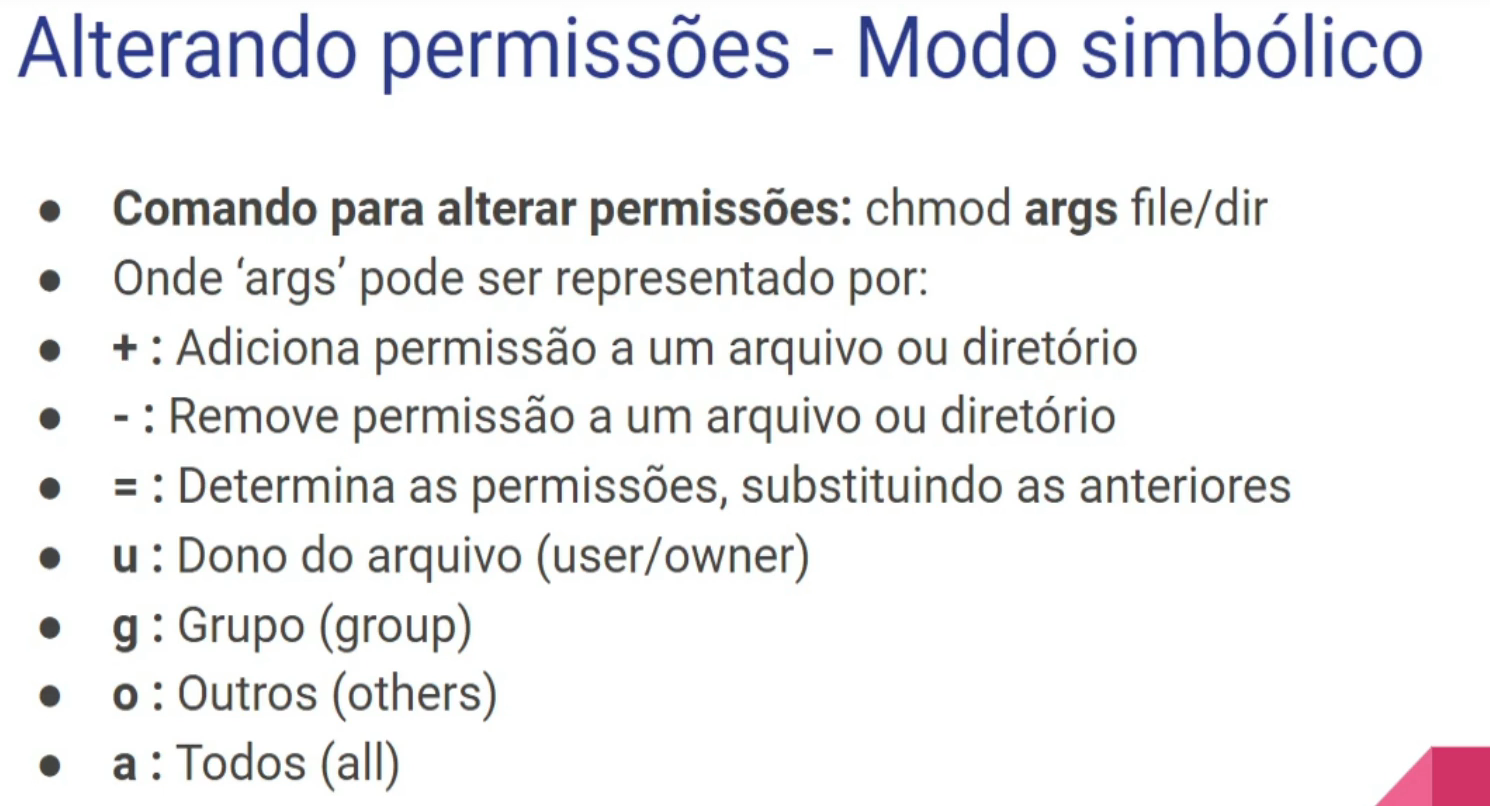 Alterando permissões - Modo simbólico
● Comando para alterar permissões: chmod args file/dir
● Onde ‘args’ pode ser representado por:
● + : Adiciona permissão a um arquivo ou diretório
● - : Remove permissão a um arquivo ou diretório
● = : Determina as permissões, substituindo as anteriores
● u : Dono do arquivo (user/owner)
● g : Grupo (group)
● o : Outros (others)
● a : Todos (all)